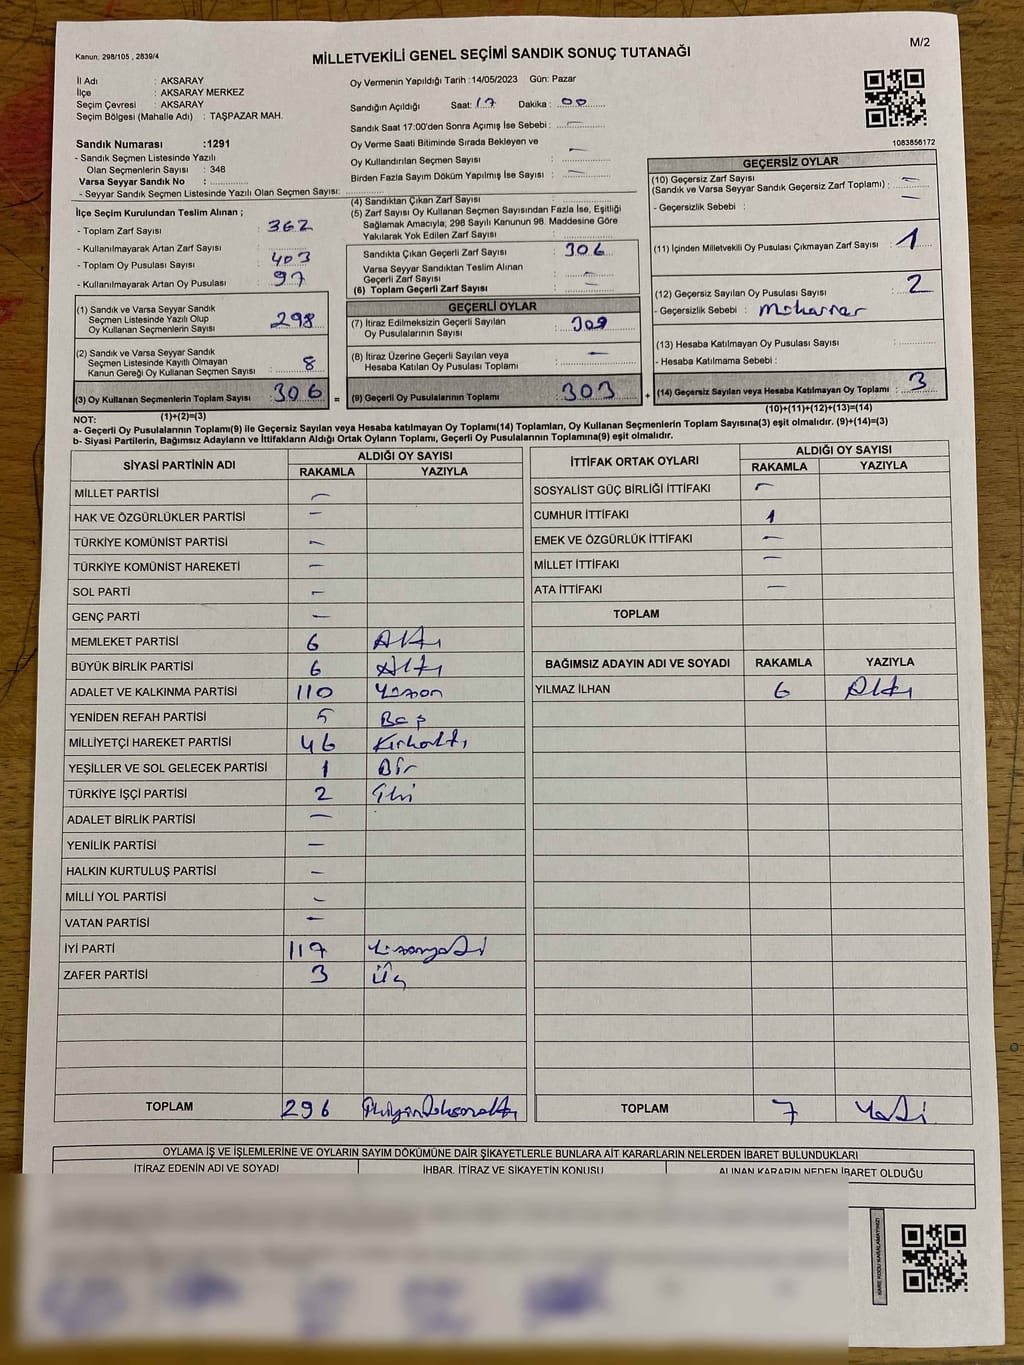 Kanun: 298/105 , 2839/4
MİLLETVEKİLİ GENEL SEÇİMİ SANDIK SONUÇ TUTANAĞI
M/2
İl Adı : AKSARAY
İlçe : AKSARAY MERKEZ
Seçim Çevresi : AKSARAY
Seçim Bölgesi (Mahalle Adı) : TAŞPAZAR MAH.
Sandık Numarası :1291
- Sandık Seçmen Listesinde Yazılı
Olan Seçmenlerin Sayısı : 348
Varsa Seyyar Sandık No :
- Seyyar Sandık Seçmen Listesinde Yazılı Olan Seçmen Sayısı:
Oy Vermenin Yapıldığı Tarih :14/05/2023 Gün: Pazar
Sandığın Açıldığı Saat: 17 Dakika : 00
Sandık Saat 17:00'den Sonra Açımış İse Sebebi : —
Oy Verme Saati Bitiminde Sırada Bekleyen ve
Oy Kullandırılan Seçmen Sayısı : —
Birden Fazla Sayım Döküm Yapılmış İse Sayısı : —
1083856172
İlçe Seçim Kurulundan Teslim Alınan ;
- Toplam Zarf Sayısı : 362
- Kullanılmayarak Artan Zarf Sayısı :
- Toplam Oy Pusulası Sayısı : 403
- Kullanılmayarak Artan Oy Pusulası : 97
(1) Sandık ve Varsa Seyyar Sandık
Seçmen Listesinde Yazılı Olup
Oy Kullanan Seçmenlerin Sayısı : 298
(2) Sandık ve Varsa Seyyar Sandık
Seçmen Listesinde Kayıtlı Olmayan
Kanun Gereği Oy Kullanan Seçmen Sayısı : 8
(3) Oy Kullanan Seçmenlerin Toplam Sayısı : 306 =
(1)+(2)=(3)
(4) Sandıktan Çıkan Zarf Sayısı :
(5) Zarf Sayısı Oy Kullanan Seçmen Sayısından Fazla İse, Eşitliği
Sağlamak Amacıyla; 298 Sayılı Kanunun 98. Maddesine Göre
Yakılarak Yok Edilen Zarf Sayısı :
Sandıkta Çıkan Geçerli Zarf Sayısı : 306
Varsa Seyyar Sandıktan Teslim Alınan
Geçerli Zarf Sayısı : —
(6) Toplam Geçerli Zarf Sayısı : —
GEÇERLİ OYLAR
(7) İtiraz Edilmeksizin Geçerli Sayılan
Oy Pusulalarının Sayısı :
(8) İtiraz Üzerine Geçerli Sayılan veya
Hesaba Katılan Oy Pusulası Toplamı : —
(9) Geçerli Oy Pusulalarının Toplamı : 303 +
GEÇERSİZ OYLAR
(10) Geçersiz Zarf Sayısı
(Sandık ve Varsa Seyyar Sandık Geçersiz Zarf Toplamı) : —
- Geçersizlik Sebebi : —
(11) İçinden Milletvekili Oy Pusulası Çıkmayan Zarf Sayısı : 1
(12) Geçersiz Sayılan Oy Pusulası Sayısı : 2
- Geçersizlik Sebebi :
(13) Hesaba Katılmayan Oy Pusulası Sayısı :
- Hesaba Katılmama Sebebi :
(14) Geçersiz Sayılan veya Hesaba Katılmayan Oy Toplamı : 3
(10)+(11)+(12)+(13)=(14)
NOT:
a- Geçerli Oy Pusulalarının Toplamı(9) ile Geçersiz Sayılan veya Hesaba katılmayan Oy Toplamı(14) Toplamları, Oy Kullanan Seçmenlerin Toplam Sayısına(3) eşit olmalıdır. (9)+(14)=(3)
b- Siyasi Partilerin, Bağımsız Adayların ve İttifakların Aldığı Ortak Oyların Toplamı, Geçerli Oy Pusulalarının Toplamına(9) eşit olmalıdır.
SİYASİ PARTİNİN ADI ALDIĞI OY SAYISI
RAKAMLA YAZIYLA
MİLLET PARTİSİ —
HAK VE ÖZGÜRLÜKLER PARTİSİ —
TÜRKİYE KOMÜNİST PARTİSİ —
TÜRKİYE KOMÜNİST HAREKETİ —
SOL PARTİ —
GENÇ PARTİ —
MEMLEKET PARTİSİ 6 Altı
BÜYÜK BİRLİK PARTİSİ 6 Altı
ADALET VE KALKINMA PARTİSİ 110 Yüzon
YENİDEN REFAH PARTİSİ 5 Beş
MİLLİYETÇİ HAREKET PARTİSİ 46 Kırkaltı
YEŞİLLER VE SOL GELECEK PARTİSİ 1 Bir
TÜRKİYE İŞÇİ PARTİSİ 2 İki
ADALET BİRLİK PARTİSİ —
YENİLİK PARTİSİ —
HALKIN KURTULUŞ PARTİSİ —
MİLLİ YOL PARTİSİ —
VATAN PARTİSİ —
İYİ PARTİ 117 Yüzonyedi
ZAFER PARTİSİ 3 Üç
TOPLAM 296 İkiyüzdoksanaltı
İTTİFAK ORTAK OYLARI ALDIĞI OY SAYISI
RAKAMLA YAZIYLA
SOSYALİST GÜÇ BİRLİĞİ İTTİFAKI —
CUMHUR İTTİFAKI 1
EMEK VE ÖZGÜRLÜK İTTİFAKI —
MİLLET İTTİFAKI —
ATA İTTİFAKI —
TOPLAM
BAĞIMSIZ ADAYIN ADI VE SOYADI RAKAMLA YAZIYLA
YILMAZ İLHAN 6 Altı
TOPLAM 7 Yedi
OYLAMA İŞ VE İŞLEMLERİNE VE OYLARIN SAYIM DÖKÜMÜNE DAİR ŞİKAYETLERLE BUNLARA AİT KARARLARIN NELERDEN İBARET BULUNDUKLARI
İTİRAZ EDENİN ADI VE SOYADI İHBAR, İTİRAZ VE ŞİKAYETİN KONUSU ALINAN KARARIN NEDEN İBARET OLDUĞU
KARE KODU KARALAMAYINIZ!